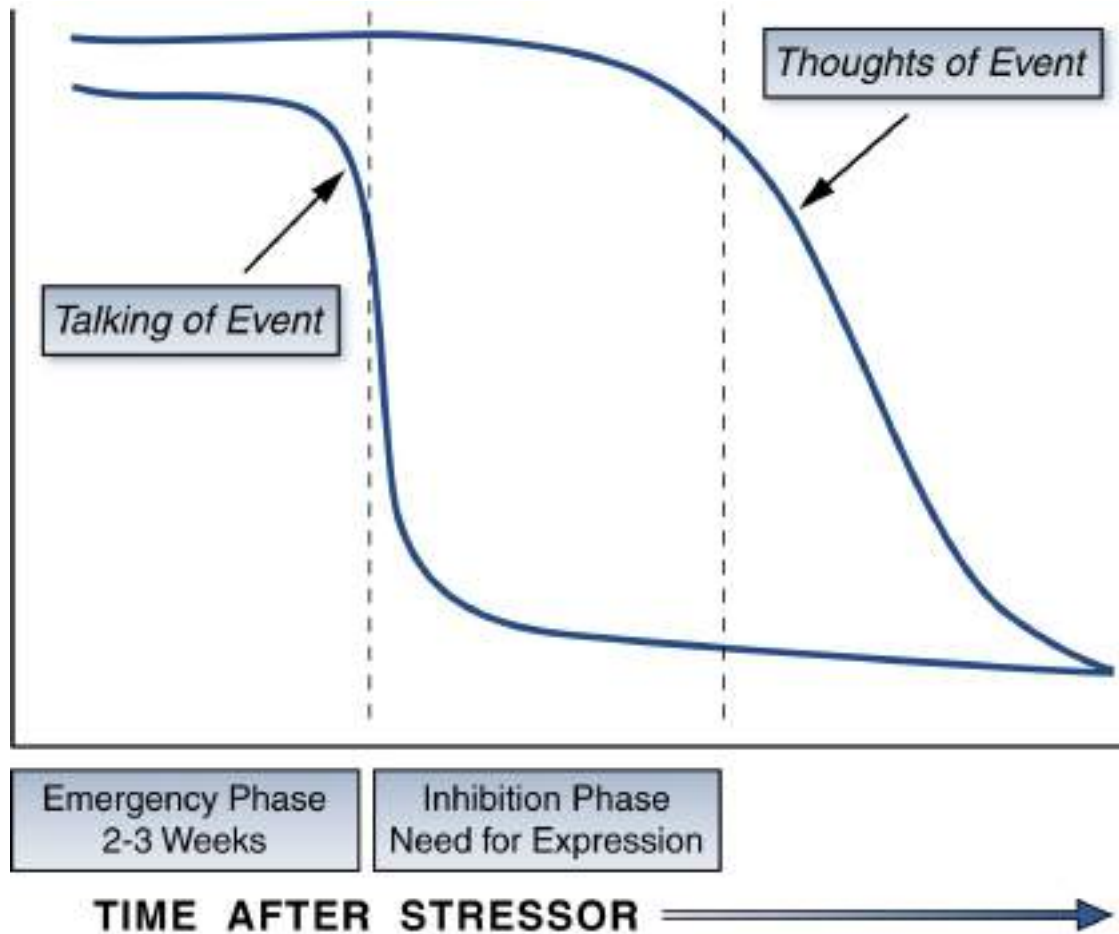 Thoughts of Event
Talking of Event
Emergency Phase
2-3 Weeks
Inhibition Phase
Need for Expression
TIME AFTER STRESSOR